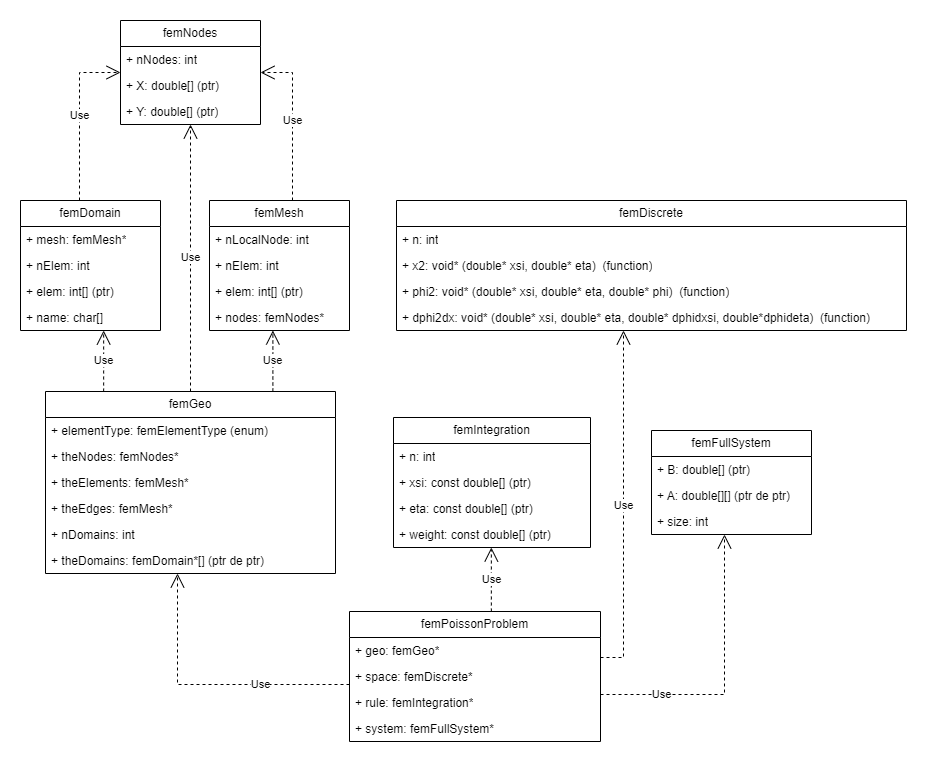 femNodes
+ nNodes: int
+ X: double[] (ptr)
+ Y: double[] (ptr)
Use
Use
Use
femDomain
+ mesh: femMesh*
+ nElem: int
+ elem: int[] (ptr)
+ name: char[]
femMesh
+ nLocalNode: int
+ nElem: int
+ elem: int[] (ptr)
+ nodes: femNodes*
femDiscrete
+ n: int
+ x2: void* (double* xsi, double* eta)  (function)
+ phi2: void* (double* xsi, double* eta, double* phi)  (function)
+ dphi2dx: void* (double* xsi, double* eta, double* dphidxsi, double*dphideta)  (function)
Use
Use
femGeo
+ elementType: femElementType (enum)
+ theNodes: femNodes*
+ theElements: femMesh*
+ theEdges: femMesh*
+ nDomains: int
+ theDomains: femDomain*[] (ptr de ptr)
femIntegration
+ n: int
+ xsi: const double[] (ptr)
+ eta: const double[] (ptr)
+ weight: const double[] (ptr)
Use
femFullSystem
+ B: double[] (ptr)
+ A: double[][] (ptr de ptr)
+ size: int
Use
femPoissonProblem
+ geo: femGeo*
+ space: femDiscrete*
+ rule: femIntegration*
+ system: femFullSystem*
Use
Use